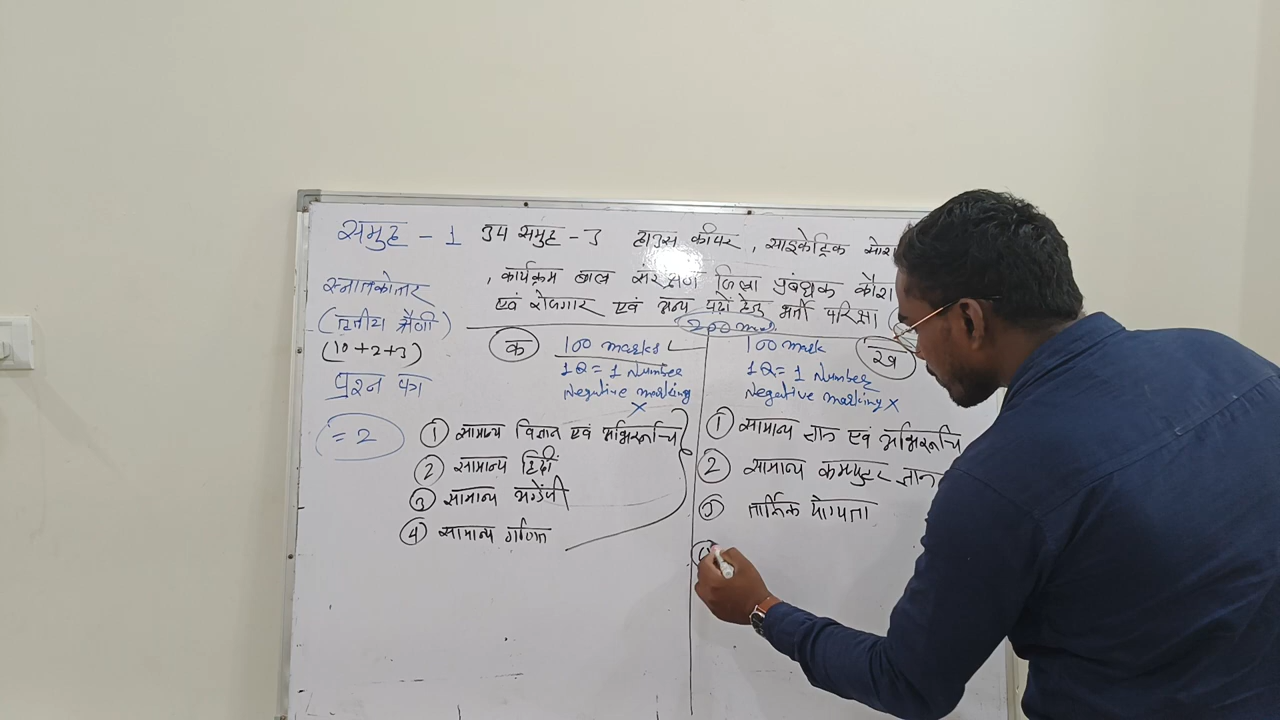 समुह - 1 उप समुह - 3 हाउस कीपर , साइकेट्रिक
, कार्यक्रम बाल संरक्षण जिला प्रबंधक
एवं रोजगार एवं अन्य पदों हेतु भर्ती परिक्षा
स्नातकोत्तर
(द्वितीय श्रेणी)
(10+2+3)
प्रश्न पत्र
= 2
200 mar
क 100 marks
1Q = 1 Number
Negative marking
X
1 सामान्य विज्ञान एवं अभिरूचि
2 सामान्य हिंदी
3 सामान्य अंग्रेजी
4 सामान्य गणित
100 mark ख
1Q = 1 Number
Negative marking X
1 सामान्य ज्ञान एवं अभिरूचि
2 सामान्य कम्प्युटर ज्ञान
3 तार्किक योग्यता